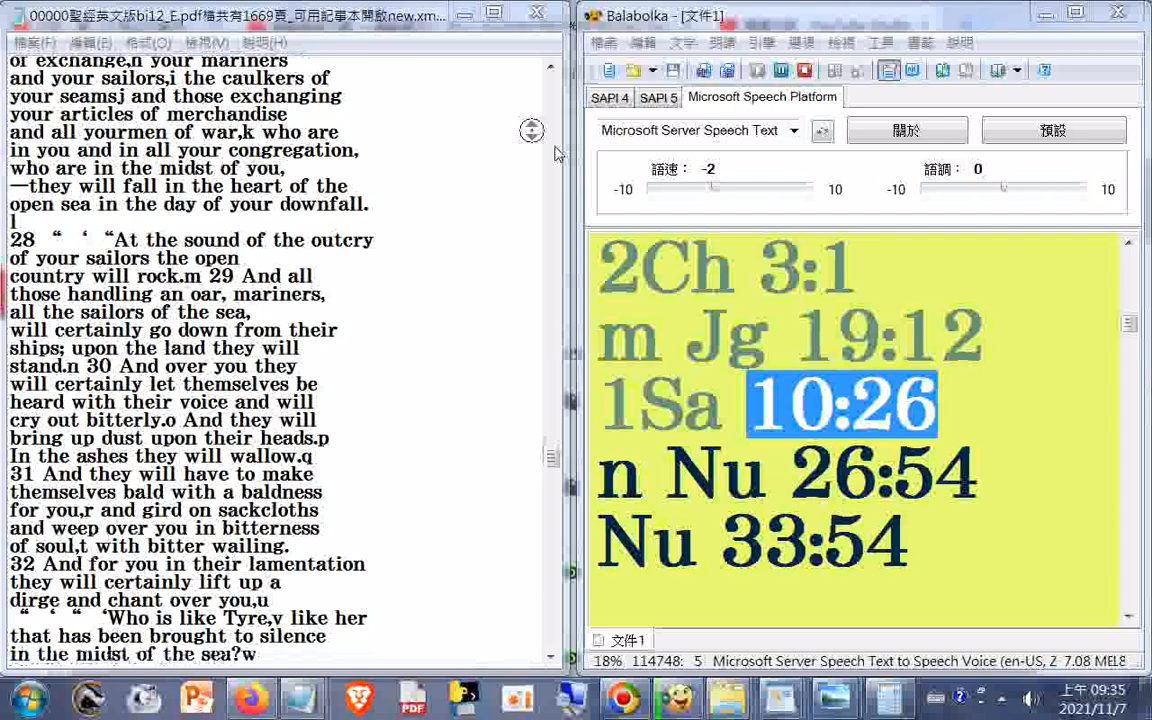 00000聖經英文版bi12_E.pdf檔共有1669頁_可用記事本開啟new.xm...
檔案(F) 編輯(E) 格式(O) 檢視(V) 說明(H)
of exchange,n your mariners
and your sailors,i the caulkers of
your seamsj and those exchanging
your articles of merchandise
and all yourmen of war,k who are
in you and in all your congregation,
who are in the midst of you,
—they will fall in the heart of the
open sea in the day of your downfall.
l
28 “ ‘ “At the sound of the outcry
of your sailors the open
country will rock.m 29 And all
those handling an oar, mariners,
all the sailors of the sea,
will certainly go down from their
ships; upon the land they will
stand.n 30 And over you they
will certainly let themselves be
heard with their voice and will
cry out bitterly.o And they will
bring up dust upon their heads.p
In the ashes they will wallow.q
31 And they will have to make
themselves bald with a baldness
for you,r and gird on sackcloths
and weep over you in bitterness
of soul,t with bitter wailing.
32 And for you in their lamentation
they will certainly lift up a
dirge and chant over you,u
“ ‘ “ ‘Who is like Tyre,v like her
that has been brought to silence
in the midst of the sea?w
Balabolka - [文件1]
檔案 編輯 文字 朗讀 引擎 選項 檢視 工具 書籤 說明
SAPI 4 SAPI 5 Microsoft Speech Platform
Microsoft Server Speech Text 關於 預設
語速： -2 語調： 0
-10 10 -10 10
2Ch 3:1
m Jg 19:12
1Sa 10:26
n Nu 26:54
Nu 33:54
文件1
18% 114748: 5 Microsoft Server Speech Text to Speech Voice (en-US, Z 7.08 MEL8
上午 09:35
2021/11/7